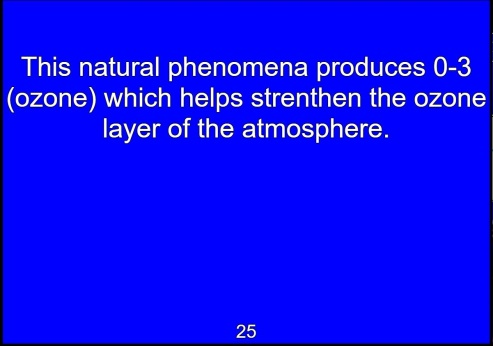 This natural phenomena produces 0-3
(ozone) which helps strenthen the ozone
layer of the atmosphere.
25